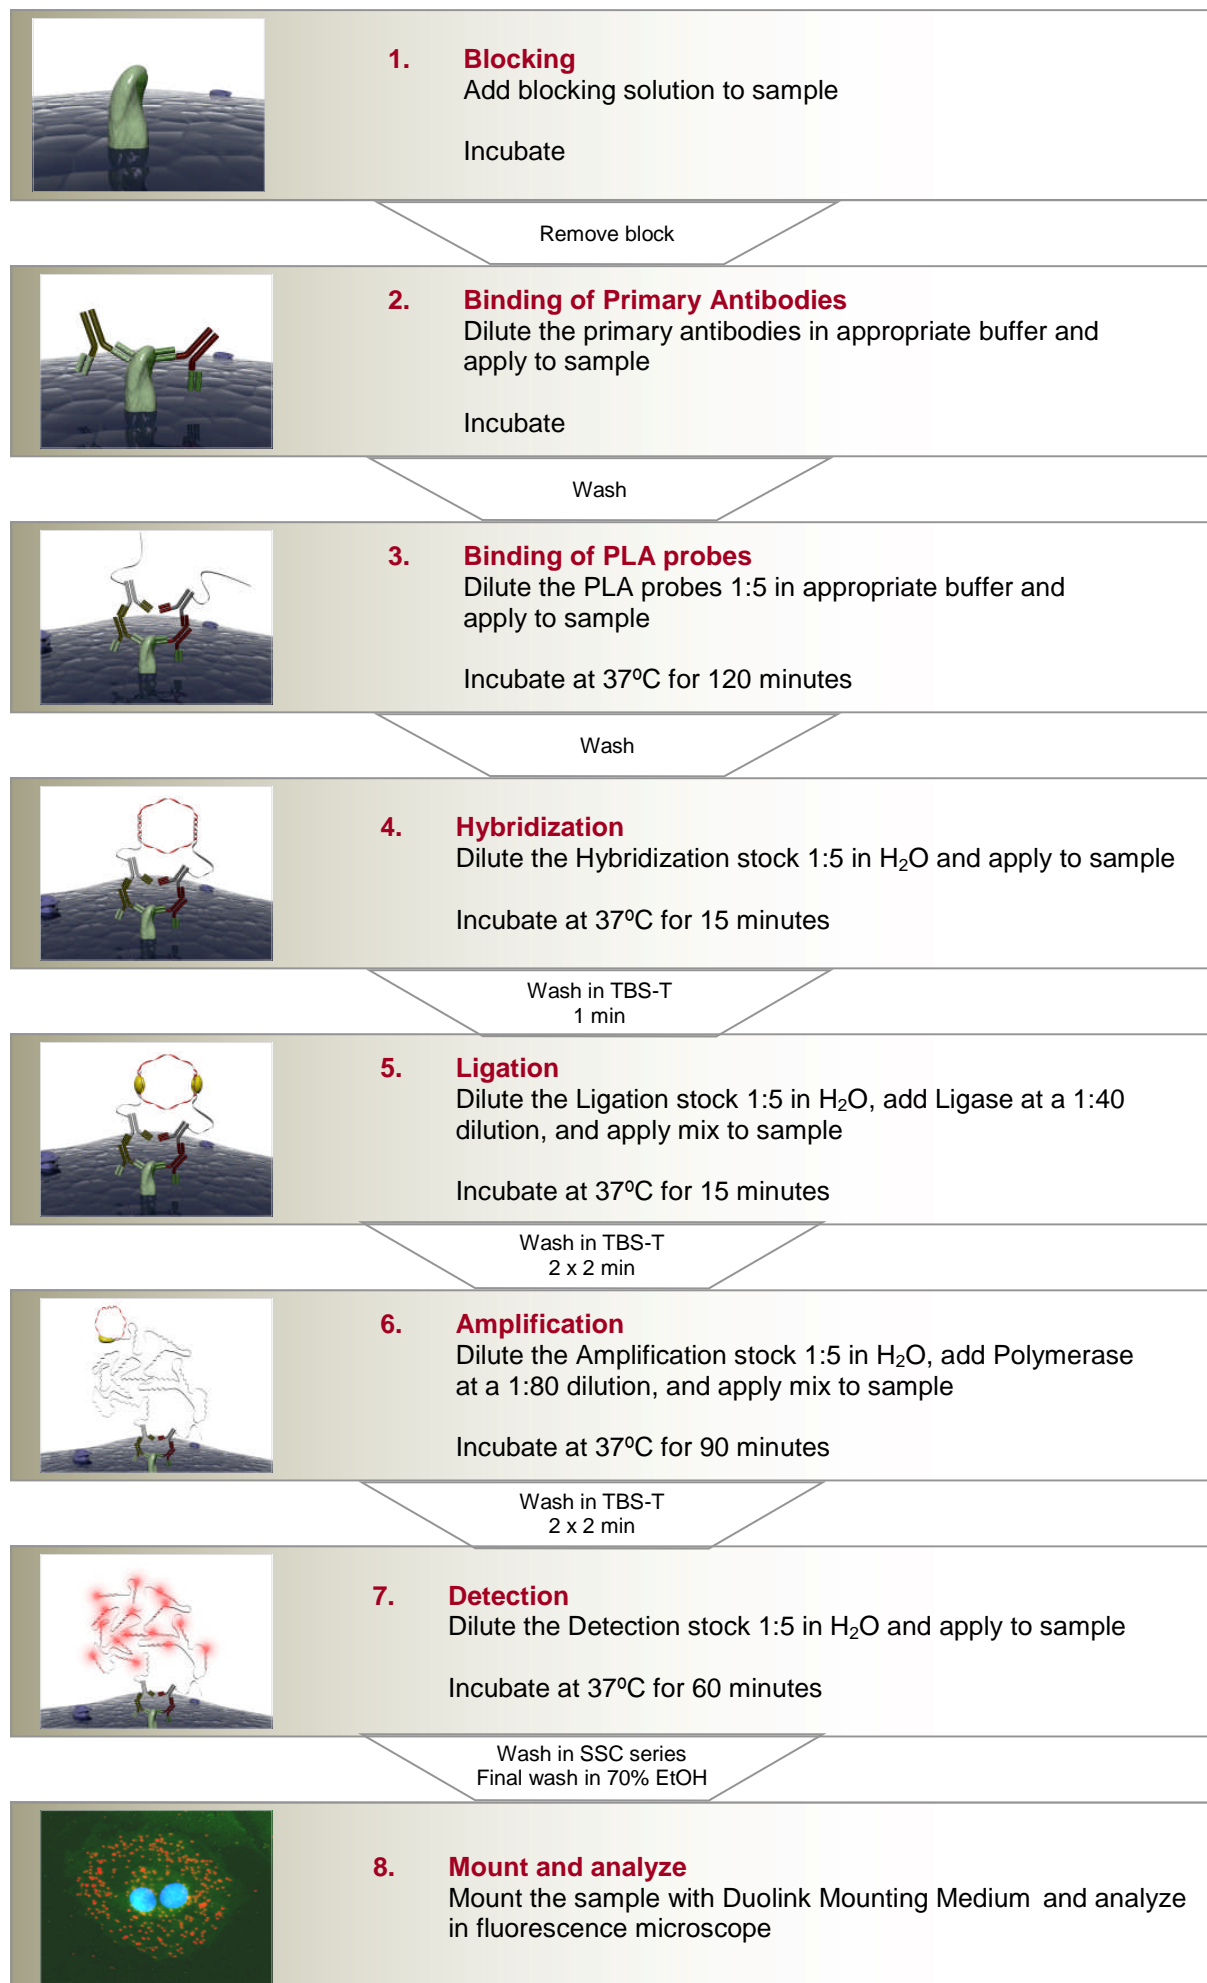 1. Blocking
Add blocking solution to sample
Incubate
Remove block
2. Binding of Primary Antibodies
Dilute the primary antibodies in appropriate buffer and
apply to sample
Incubate
Wash
3. Binding of PLA probes
Dilute the PLA probes 1:5 in appropriate buffer and
apply to sample
Incubate at 37⁰C for 120 minutes
Wash
4. Hybridization
Dilute the Hybridization stock 1:5 in H₂O and apply to sample
Incubate at 37⁰C for 15 minutes
Wash in TBS-T
1 min
5. Ligation
Dilute the Ligation stock 1:5 in H₂O, add Ligase at a 1:40
dilution, and apply mix to sample
Incubate at 37⁰C for 15 minutes
Wash in TBS-T
2 x 2 min
6. Amplification
Dilute the Amplification stock 1:5 in H₂O, add Polymerase
at a 1:80 dilution, and apply mix to sample
Incubate at 37⁰C for 90 minutes
Wash in TBS-T
2 x 2 min
7. Detection
Dilute the Detection stock 1:5 in H₂O and apply to sample
Incubate at 37⁰C for 60 minutes
Wash in SSC series
Final wash in 70% EtOH
8. Mount and analyze
Mount the sample with Duolink Mounting Medium and analyze
in fluorescence microscope